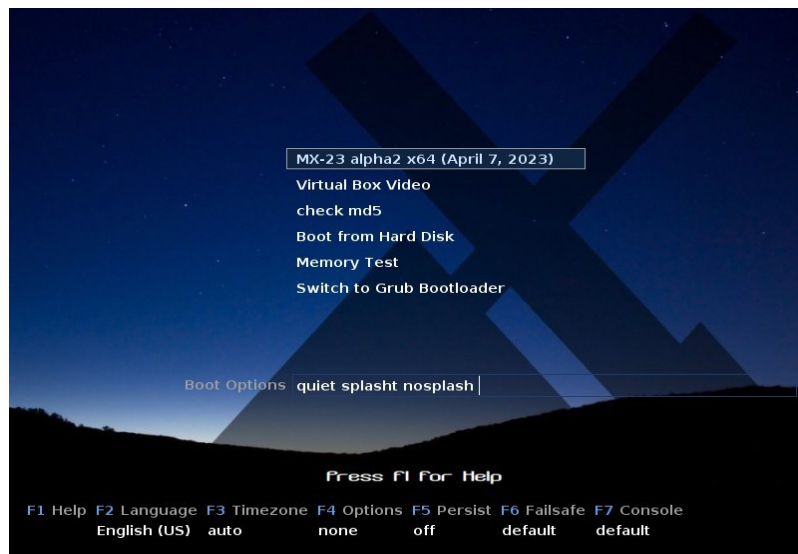 MX-23 alpha2 x64 (April 7, 2023)
Virtual Box Video
check md5
Boot from Hard Disk
Memory Test
Switch to Grub Bootloader
Boot Options quiet splasht nosplash
Press F1 for Help
F1 Help F2 Language F3 Timezone F4 Options F5 Persist F6 Failsafe F7 Console
English (US) auto none off default default